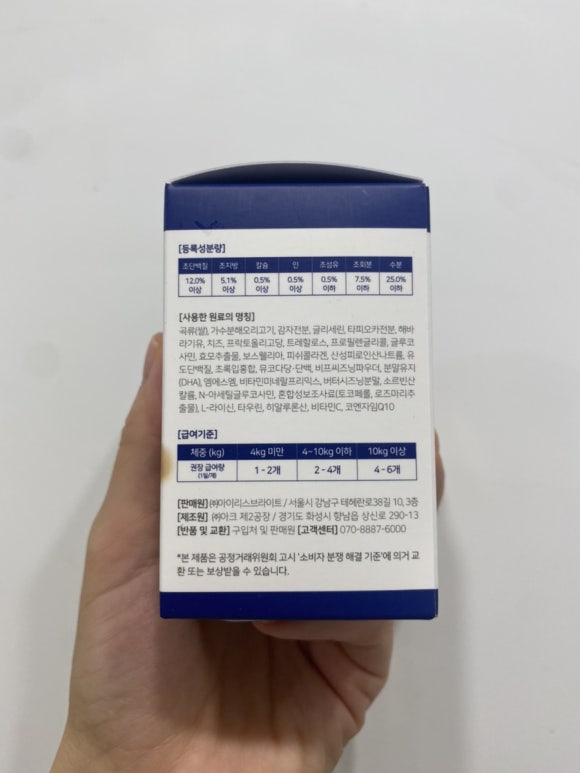 [등록성분량]
조단백질 조지방 칼슘 인 조섬유 조회분 수분
12.0% 이상 5.1% 이상 0.5% 이상 0.5% 이상 0.5% 이하 7.5% 이하 25.0% 이하
[사용한 원료의 명칭]
곡류(쌀), 가수분해오리고기, 감자전분, 글리세린, 타피오카전분, 해바
라기유, 치즈, 프락토올리고당, 트레할로스, 프로필렌글리콜, 글루코
사민, 효모추출물, 보스웰리아, 피쉬콜라겐, 산성피로인산나트륨, 유
도단백질, 초록입홍합, 뮤코다당·단백, 비프씨즈닝파우더, 분말유지
(DHA), 엠에스엠, 비타민미네랄프리믹스, 버터시즈닝분말, 소르빈산
칼륨, N-아세틸글루코사민, 혼합성보조사료(토코페롤, 로즈마리추
출물), L-라이신, 타우린, 히알루론산, 비타민C, 코엔자임Q10
[급여기준]
체중 (kg) 4kg 미만 4~10kg 이하 10kg 이상
권장 급여량 1 - 2개 2 - 4개 4 - 6개
(1일/개)
[판매원] ㈜아이리스브라이트 / 서울시 강남구 테헤란로38길 10, 3층
[제조원] ㈜아크 제2공장 / 경기도 화성시 향남읍 상신로 290-13
[반품 및 교환] 구입처 및 판매원 [고객센터] 070-8887-6000
*본 제품은 공정거래위원회 고시 '소비자 분쟁 해결 기준'에 의거 교
환 또는 보상받을 수 있습니다.